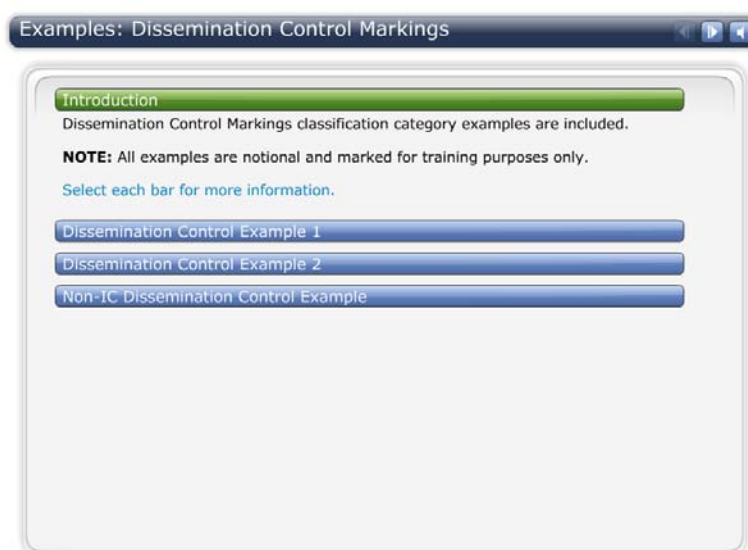 Examples: Dissemination Control Markings
Introduction
Dissemination Control Markings classification category examples are included.
NOTE: All examples are notional and marked for training purposes only.
Select each bar for more information.
Dissemination Control Example 1
Dissemination Control Example 2
Non-IC Dissemination Control Example